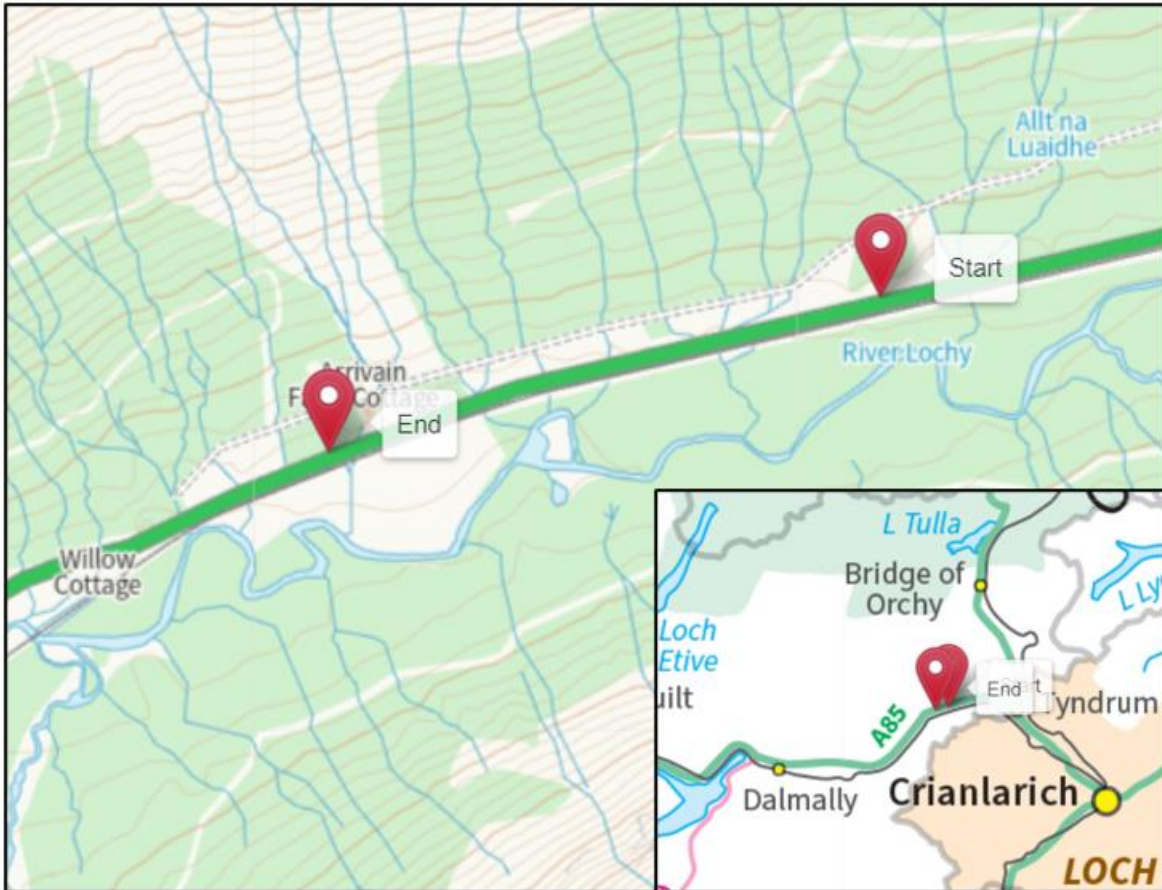 Allt na
Luaidhe
Start
River Lochy
Arrivain
Cottage
End
Willow
Cottage
L Tulla
Bridge of
Orchy
Loch
Etive
End
Tyndrum
A85
Dalmally
Crianlarich
LOCH